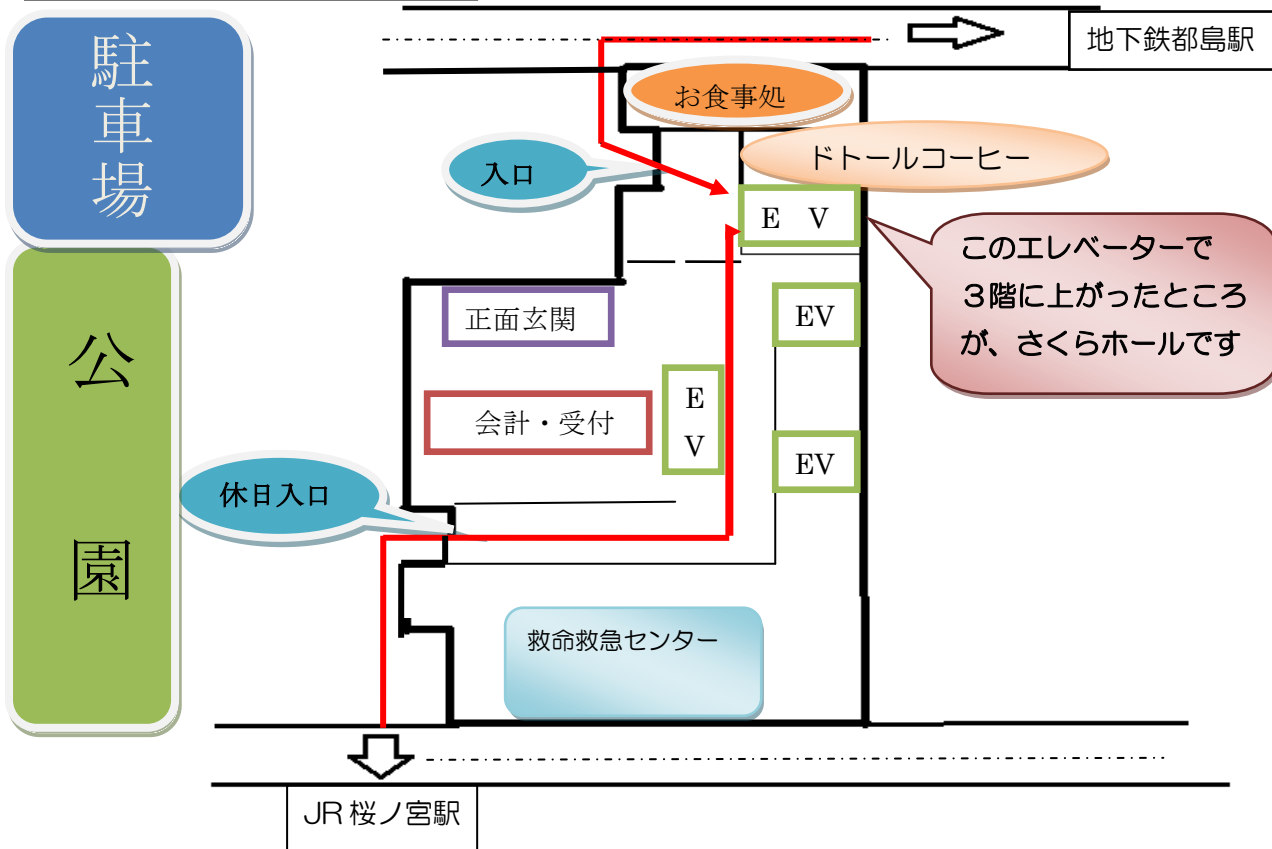 駐車場
地下鉄都島駅
お食事処
ドトールコーヒー
入口
E V
このエレベーターで
３階に上がったところ
が、さくらホールです
正面玄関
EV
公園
E
V
会計・受付
EV
休日入口
救命救急センター
JR桜ノ宮駅